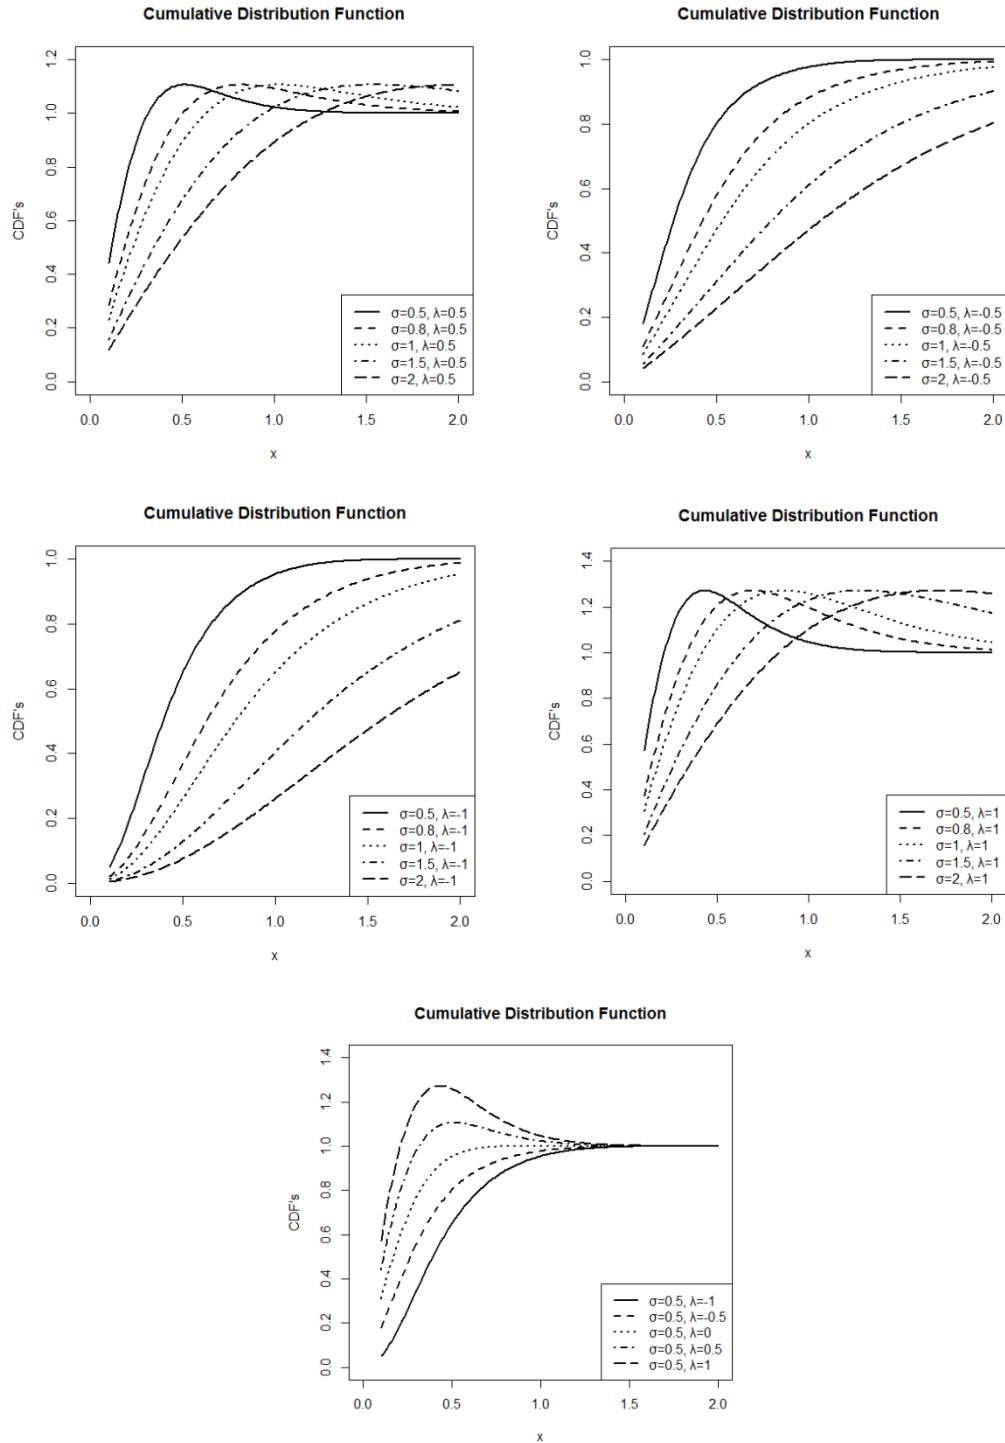 Cumulative Distribution Function
CDF's
1.2
1.0
0.8
0.6
0.4
0.2
0.0
σ=0.5, λ=0.5
σ=0.8, λ=0.5
σ=1, λ=0.5
σ=1.5, λ=0.5
σ=2, λ=0.5
0.0 0.5 1.0 1.5 2.0
x
Cumulative Distribution Function
CDF's
1.0
0.8
0.6
0.4
0.2
0.0
σ=0.5, λ=-0.5
σ=0.8, λ=-0.5
σ=1, λ=-0.5
σ=1.5, λ=-0.5
σ=2, λ=-0.5
0.0 0.5 1.0 1.5 2.0
x
Cumulative Distribution Function
CDF's
1.0
0.8
0.6
0.4
0.2
0.0
σ=0.5, λ=-1
σ=0.8, λ=-1
σ=1, λ=-1
σ=1.5, λ=-1
σ=2, λ=-1
0.0 0.5 1.0 1.5 2.0
x
Cumulative Distribution Function
CDF's
1.4
1.2
1.0
0.8
0.6
0.4
0.2
0.0
σ=0.5, λ=1
σ=0.8, λ=1
σ=1, λ=1
σ=1.5, λ=1
σ=2, λ=1
0.0 0.5 1.0 1.5 2.0
x
Cumulative Distribution Function
CDF's
1.4
1.2
1.0
0.8
0.6
0.4
0.2
0.0
σ=0.5, λ=-1
σ=0.5, λ=-0.5
σ=0.5, λ=0
σ=0.5, λ=0.5
σ=0.5, λ=1
0.0 0.5 1.0 1.5 2.0
x